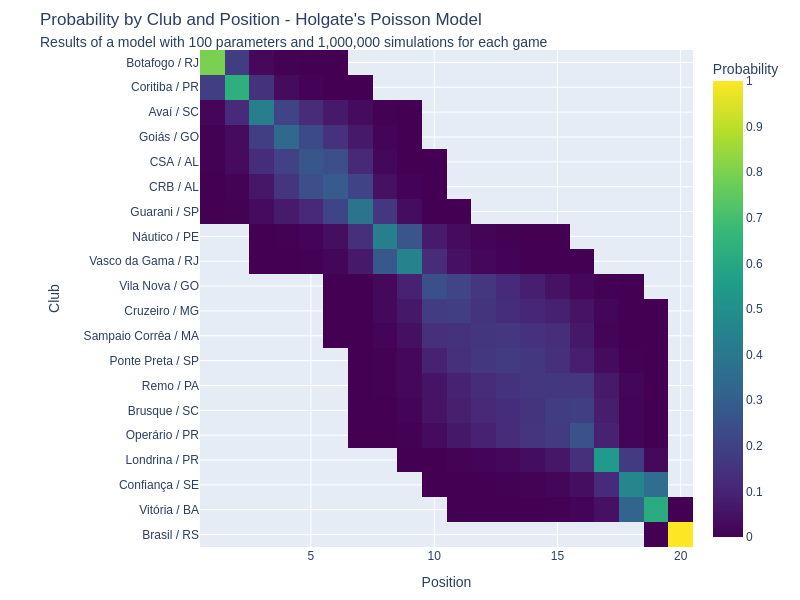 Probability by Club and Position - Holgate's Poisson Model
Results of a model with 100 parameters and 1,000,000 simulations for each game
Probability
Club
Botafogo / RJ
Coritiba / PR
Avaí / SC
Goiás / GO
CSA / AL
CRB / AL
Guarani / SP
Náutico / PE
Vasco da Gama / RJ
Vila Nova / GO
Cruzeiro / MG
Sampaio Corrêa / MA
Ponte Preta / SP
Remo / PA
Brusque / SC
Operário / PR
Londrina / PR
Confiança / SE
Vitória / BA
Brasil / RS
1
0.9
0.8
0.7
0.6
0.5
0.4
0.3
0.2
0.1
0
5
10
15
20
Position